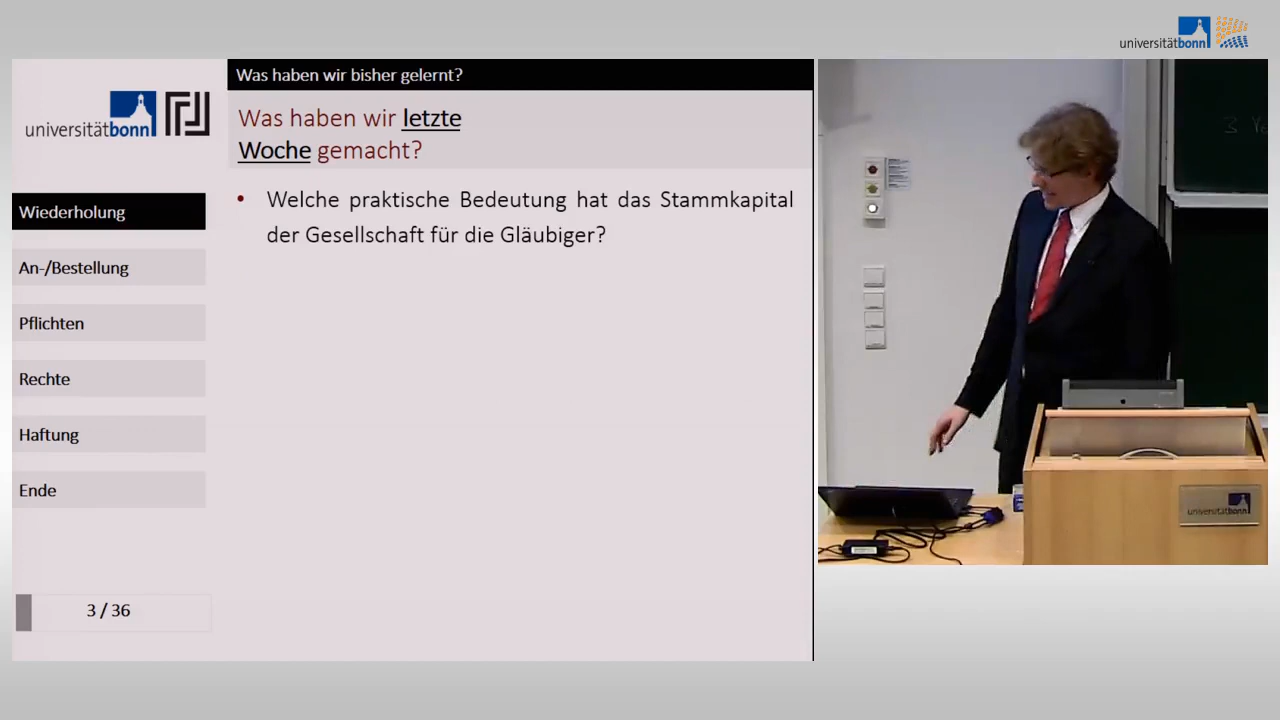 universitätbonn
Was haben wir bisher gelernt?
universitätbonn
Was haben wir letzte
Woche gemacht?
Wiederholung
An-/Bestellung
Pflichten
Rechte
Haftung
Ende
3 / 36
• Welche praktische Bedeutung hat das Stammkapital
der Gesellschaft für die Gläubiger?
universitätbonn